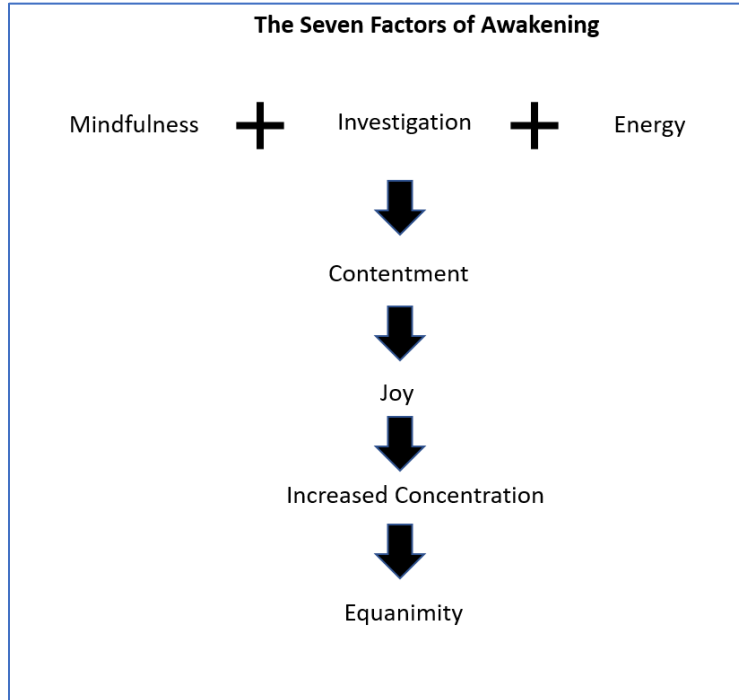 The Seven Factors of Awakening
Mindfulness + Investigation + Energy
Contentment
Joy
Increased Concentration
Equanimity